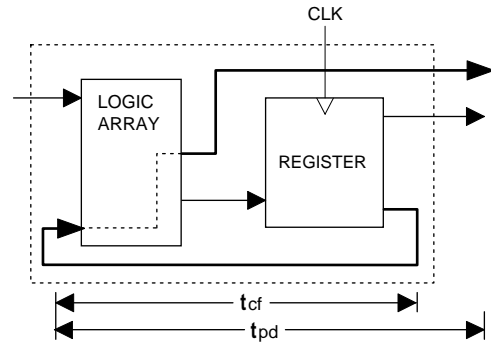 CLK
LOGIC
ARRAY
REGISTER
tcf
tpd